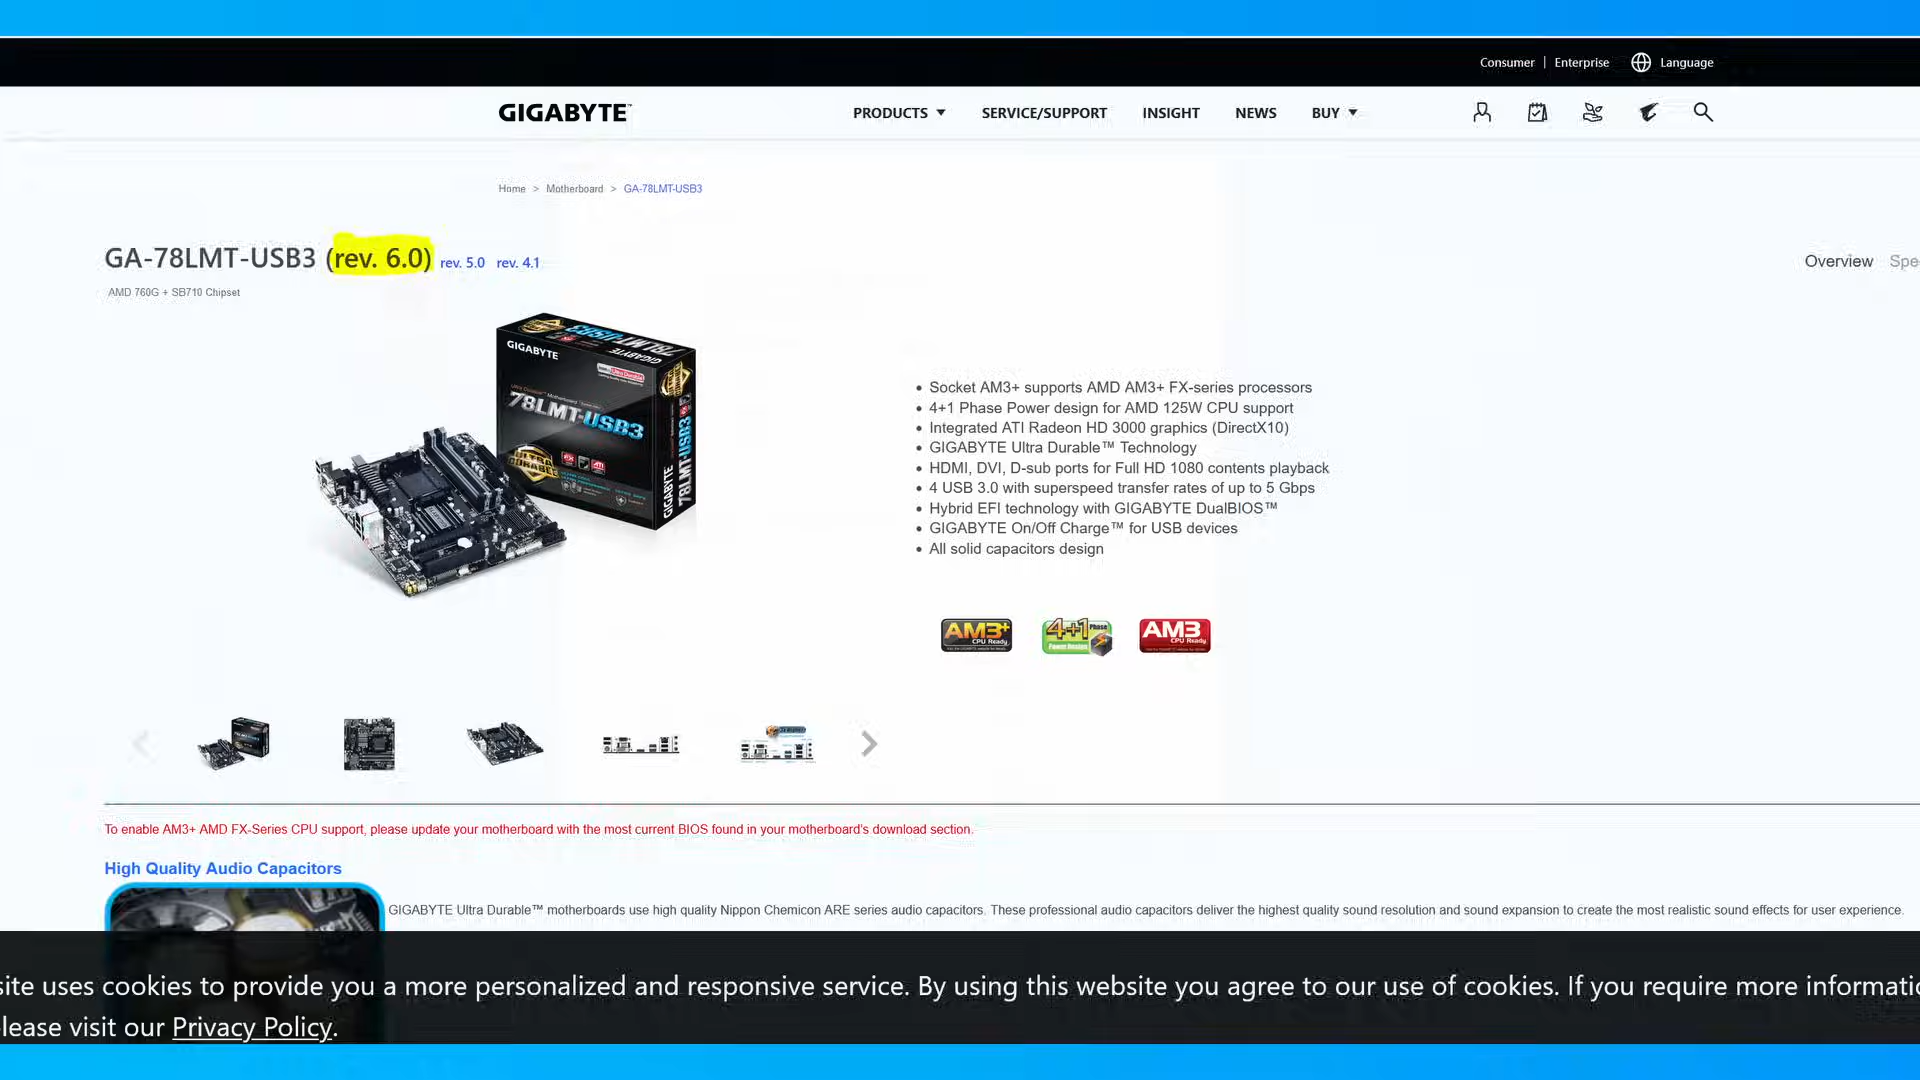 Consumer | Enterprise Language
GIGABYTE™ PRODUCTS SERVICE/SUPPORT INSIGHT NEWS BUY
Home > Motherboard > GA-78LMT-USB3
GA-78LMT-USB3 (rev. 6.0) rev. 5.0 rev. 4.1
Overview Spe
AMD 760G + SB710 Chipset
GIGABYTE
78LMT-USB3
ULTRA DURABLE
GIGABYTE 78LMT-USB3
• Socket AM3+ supports AMD AM3+ FX-series processors
• 4+1 Phase Power design for AMD 125W CPU support
• Integrated ATI Radeon HD 3000 graphics (DirectX10)
• GIGABYTE Ultra Durable™ Technology
• HDMI, DVI, D-sub ports for Full HD 1080 contents playback
• 4 USB 3.0 with superspeed transfer rates of up to 5 Gbps
• Hybrid EFI technology with GIGABYTE DualBIOS™
• GIGABYTE On/Off Charge™ for USB devices
• All solid capacitors design
AM3+ CPU Ready
4+1 Phase Power Design
AM3 CPU Ready
To enable AM3+ AMD FX-Series CPU support, please update your motherboard with the most current BIOS found in your motherboard's download section.
High Quality Audio Capacitors
GIGABYTE Ultra Durable™ motherboards use high quality Nippon Chemicon ARE series audio capacitors. These professional audio capacitors deliver the highest quality sound resolution and sound expansion to create the most realistic sound effects for user experience.
site uses cookies to provide you a more personalized and responsive service. By using this website you agree to our use of cookies. If you require more informatio
lease visit our Privacy Policy.